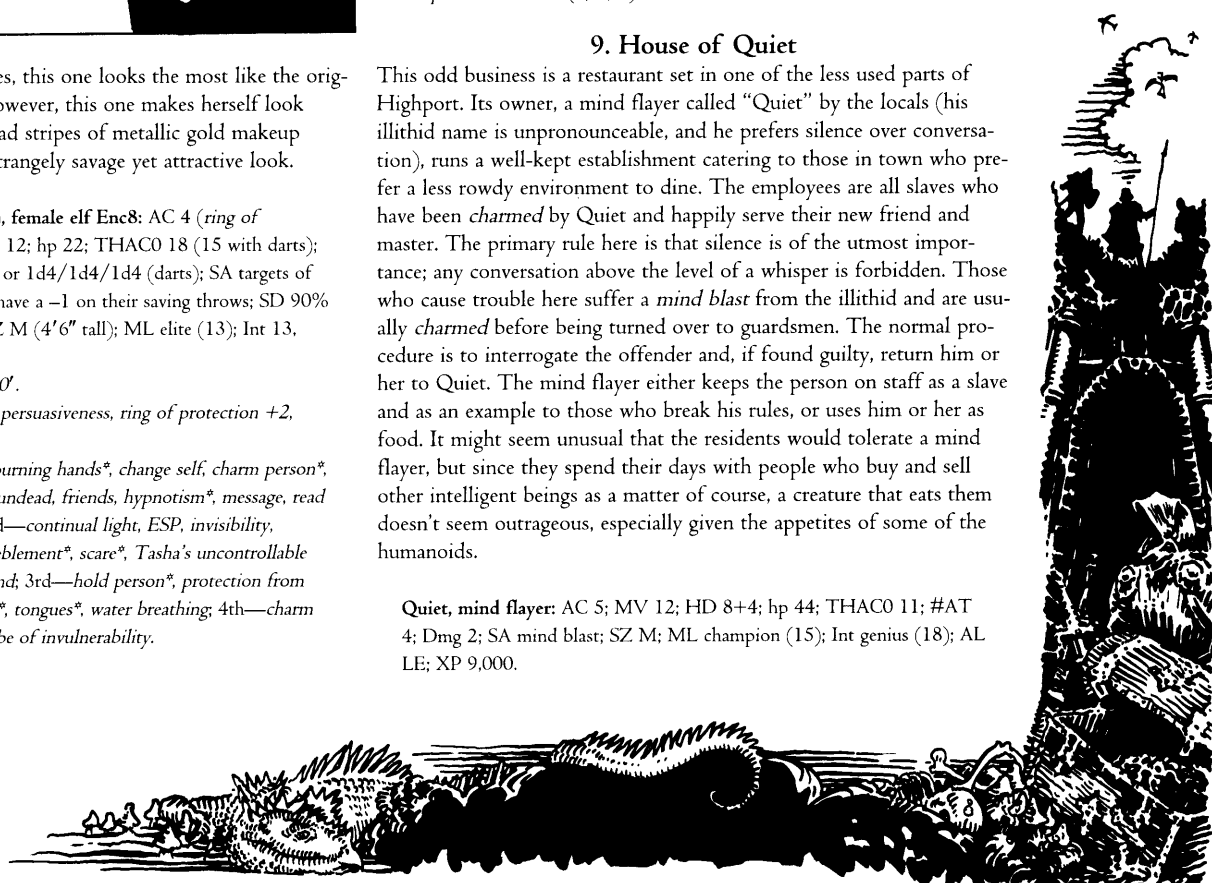 es, this one looks the most like the orig-
owever, this one makes herself look
ad stripes of metallic gold makeup
trangely savage yet attractive look.
, female elf Enc8: AC 4 (ring of
12; hp 22; THAC0 18 (15 with darts);
or 1d4/1d4/1d4 (darts); SA targets of
have a –1 on their saving throws; SD 90%
Z M (4'6" tall); ML elite (13); Int 13,
0'.
persuasiveness, ring of protection +2,
urning hands*, change self, charm person*,
undead, friends, hypnotism*, message, read
d—continual light, ESP, invisibility,
eblement*, scare*, Tasha's uncontrollable
nd; 3rd—hold person*, protection from
*, tongues*, water breathing; 4th—charm
be of invulnerability.
9. House of Quiet
This odd business is a restaurant set in one of the less used parts of
Highport. Its owner, a mind flayer called “Quiet” by the locals (his
illithid name is unpronounceable, and he prefers silence over conversa-
tion), runs a well-kept establishment catering to those in town who pre-
fer a less rowdy environment to dine. The employees are all slaves who
have been charmed by Quiet and happily serve their new friend and
master. The primary rule here is that silence is of the utmost impor-
tance; any conversation above the level of a whisper is forbidden. Those
who cause trouble here suffer a mind blast from the illithid and are usu-
ally charmed before being turned over to guardsmen. The normal pro-
cedure is to interrogate the offender and, if found guilty, return him or
her to Quiet. The mind flayer either keeps the person on staff as a slave
and as an example to those who break his rules, or uses him or her as
food. It might seem unusual that the residents would tolerate a mind
flayer, but since they spend their days with people who buy and sell
other intelligent beings as a matter of course, a creature that eats them
doesn't seem outrageous, especially given the appetites of some of the
humanoids.
Quiet, mind flayer: AC 5; MV 12; HD 8+4; hp 44; THAC0 11; #AT
4; Dmg 2; SA mind blast; SZ M; ML champion (15); Int genius (18); AL
LE; XP 9,000.